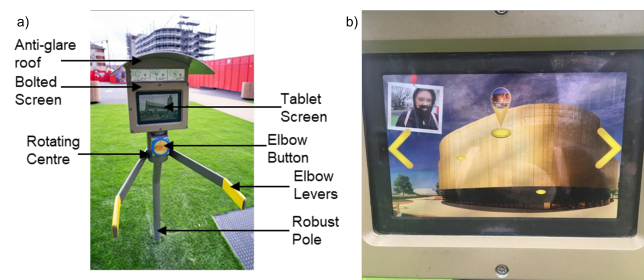 a)
b)
Anti-glare
roof
Bolted
Screen
Tablet
Screen
Rotating
Centre
Elbow
Button
Elbow
Levers
Robust
Pole